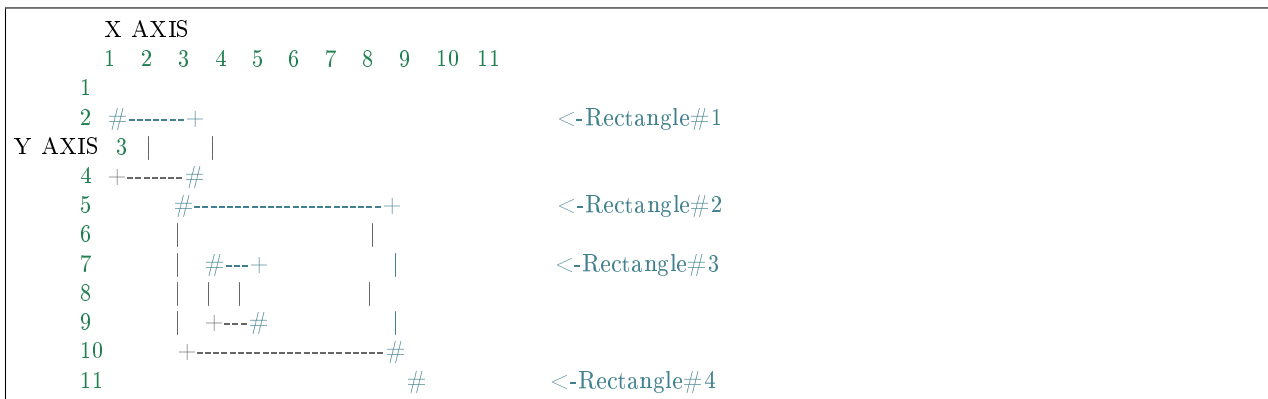 X AXIS
1 2 3 4 5 6 7 8 9 10 11
1
2 #------+ <-Rectangle#1
Y AXIS 3 | |
4 +------#
5 #--------------------+ <-Rectangle#2
6 | |
7 | #---+ | <-Rectangle#3
8 | | | |
9 | +---# |
10 +--------------------#
11 # <-Rectangle#4